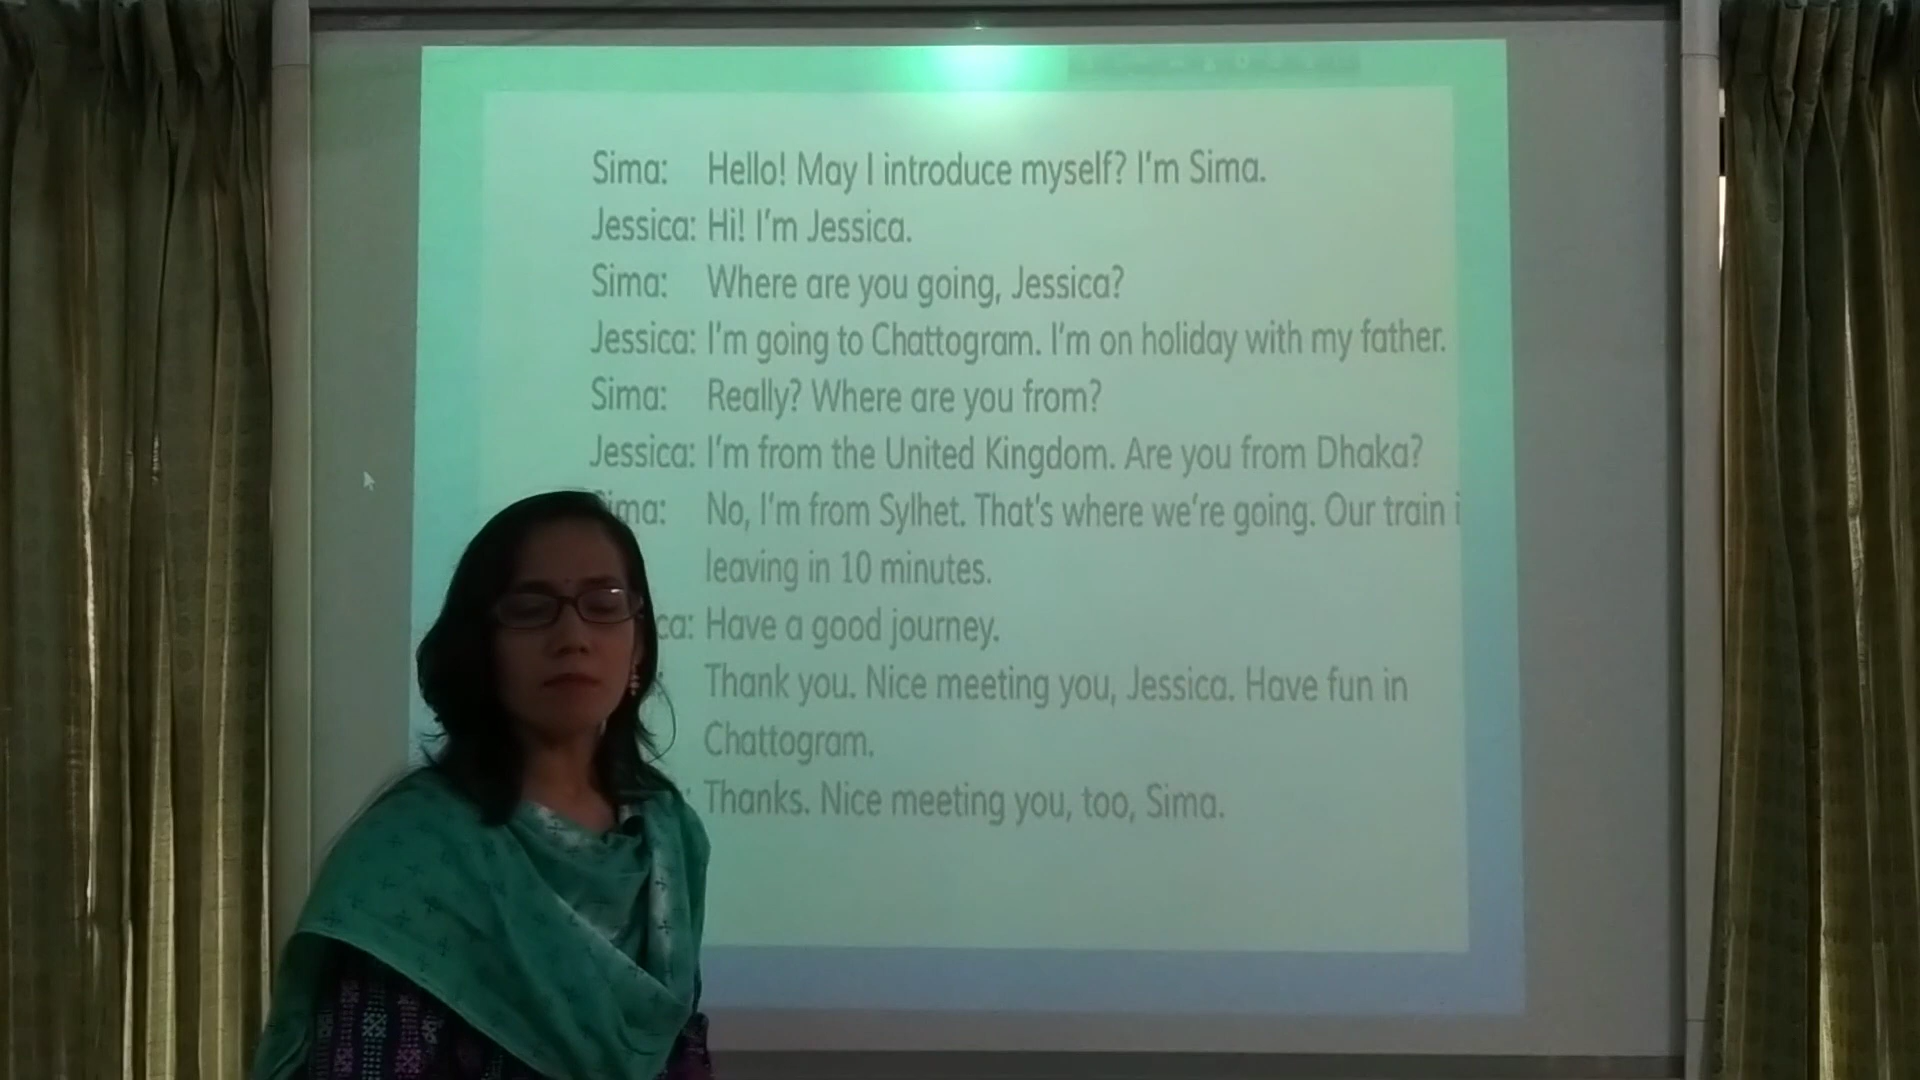 Sima: Hello! May I introduce myself? I'm Sima.
Jessica: Hi! I'm Jessica.
Sima: Where are you going, Jessica?
Jessica: I'm going to Chattogram. I'm on holiday with my father.
Sima: Really? Where are you from?
Jessica: I'm from the United Kingdom. Are you from Dhaka?
ima: No, I'm from Sylhet. That's where we're going. Our train i
leaving in 10 minutes.
ca: Have a good journey.
Thank you. Nice meeting you, Jessica. Have fun in
Chattogram.
Thanks. Nice meeting you, too, Sima.